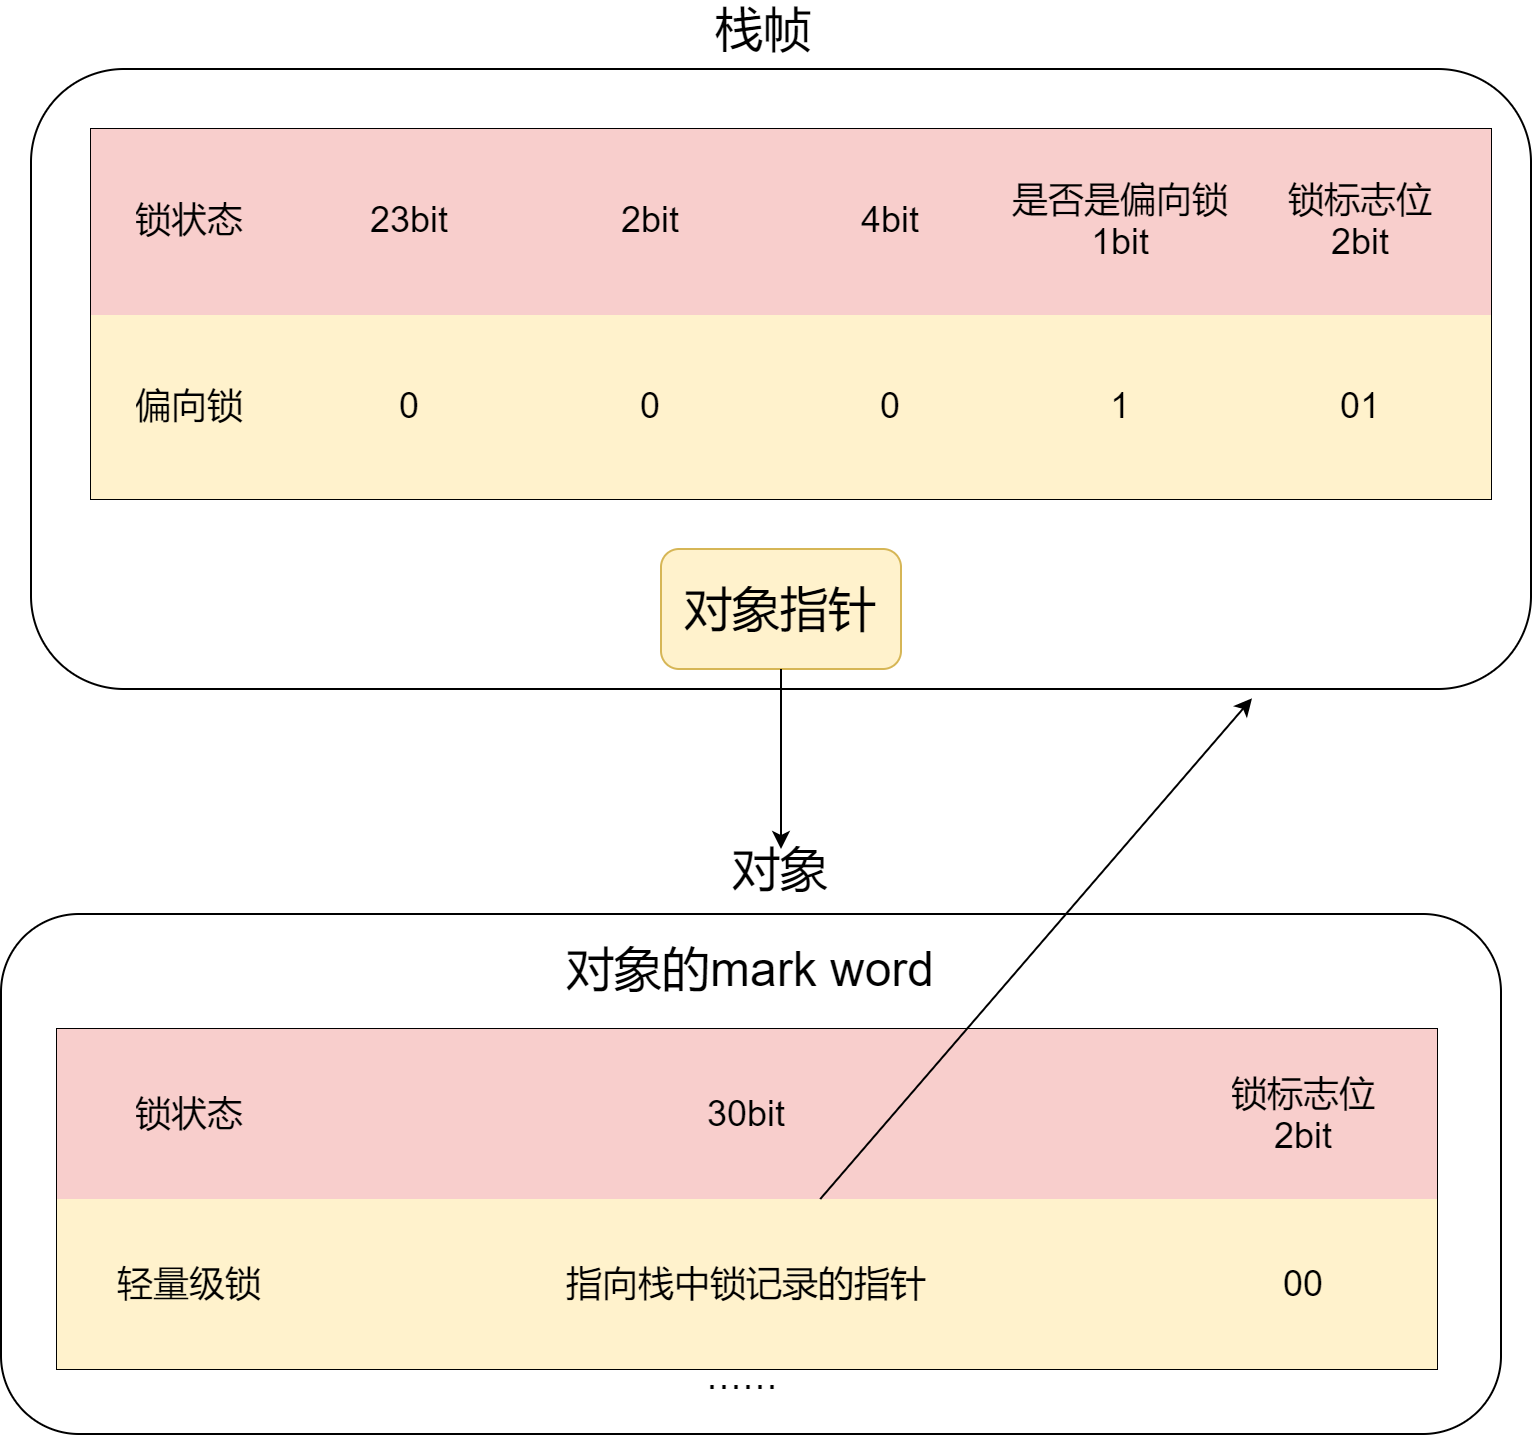 栈帧
锁状态 23bit 2bit 4bit 是否是偏向锁 1bit 锁标志位 2bit
偏向锁 0 0 0 1 01
对象指针
对象
对象的mark word
锁状态 30bit 锁标志位 2bit
轻量级锁 指向栈中锁记录的指针 00
······